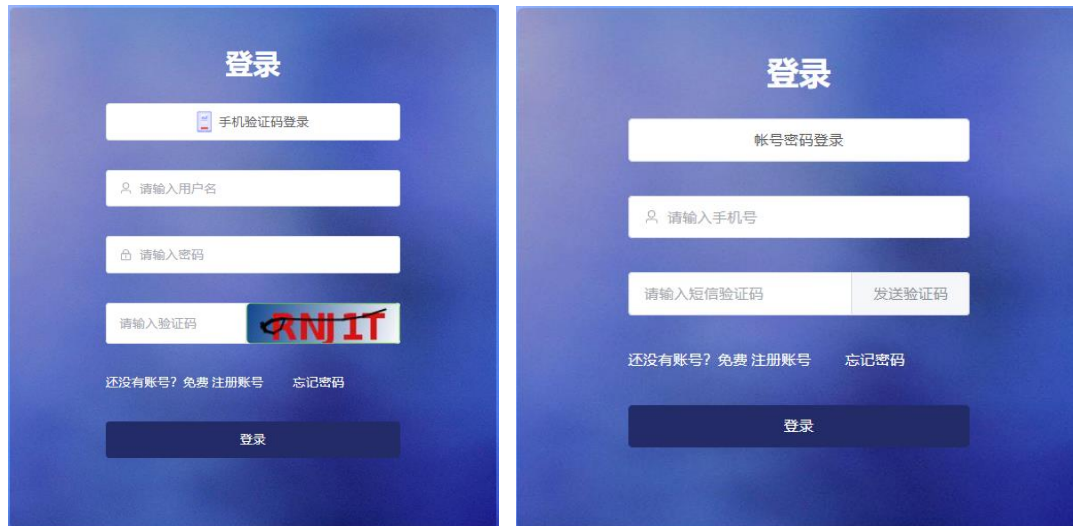 登录
手机验证码登录
请输入用户名
请输入密码
请输入验证码
RNJ1T
还没有账号？免费 注册账号 忘记密码
登录
登录
帐号密码登录
请输入手机号
请输入短信验证码 发送验证码
还没有账号？免费 注册账号 忘记密码
登录